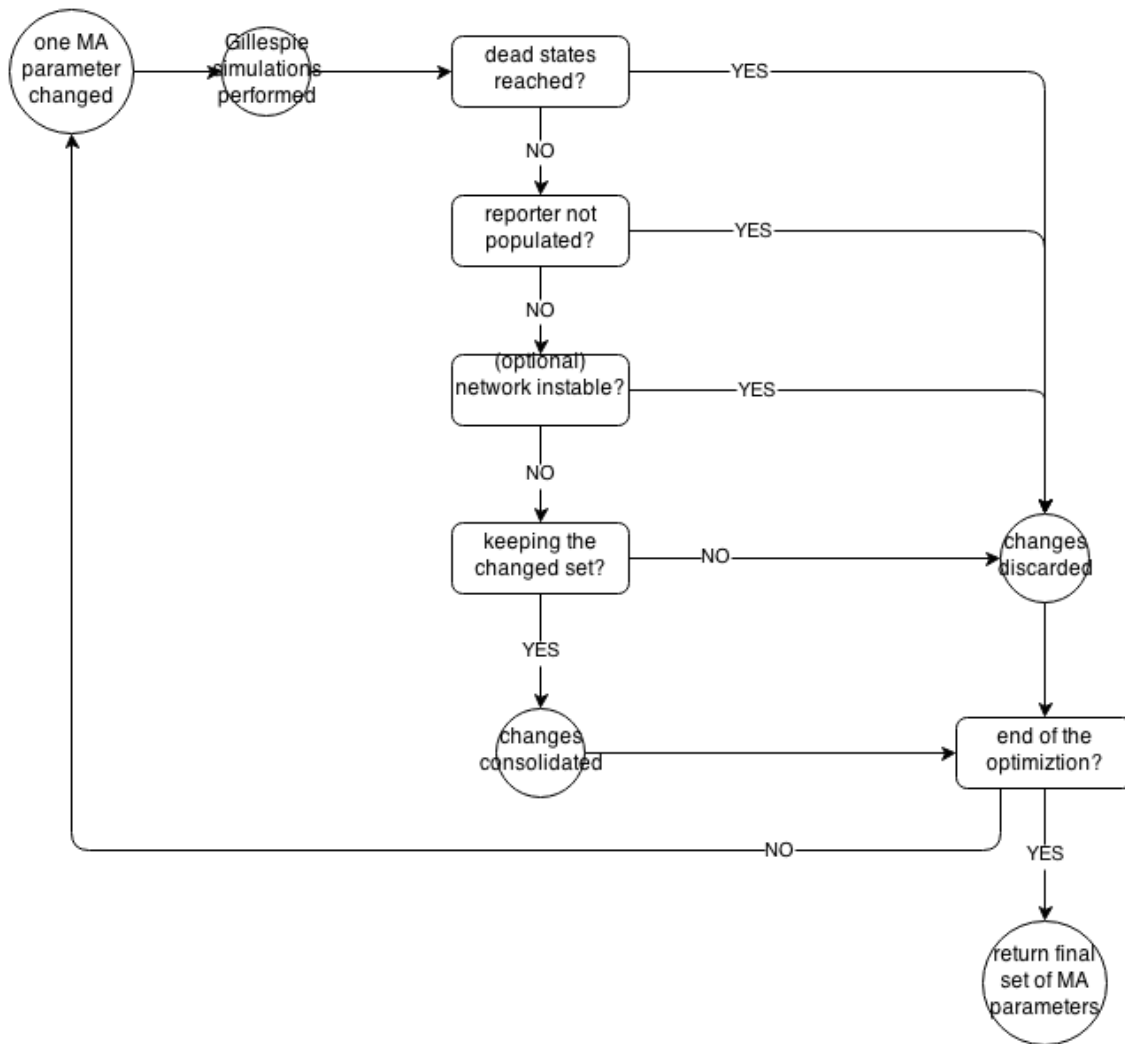 one MA
parameter
changed
Gillespie
simulations
performed
dead states
reached?
YES
NO
reporter not
populated?
YES
NO
(optional)
network instable?
YES
NO
keeping the
changed set?
NO
changes
discarded
YES
changes
consolidated
end of the
optimiztion?
NO
YES
return final
set of MA
parameters